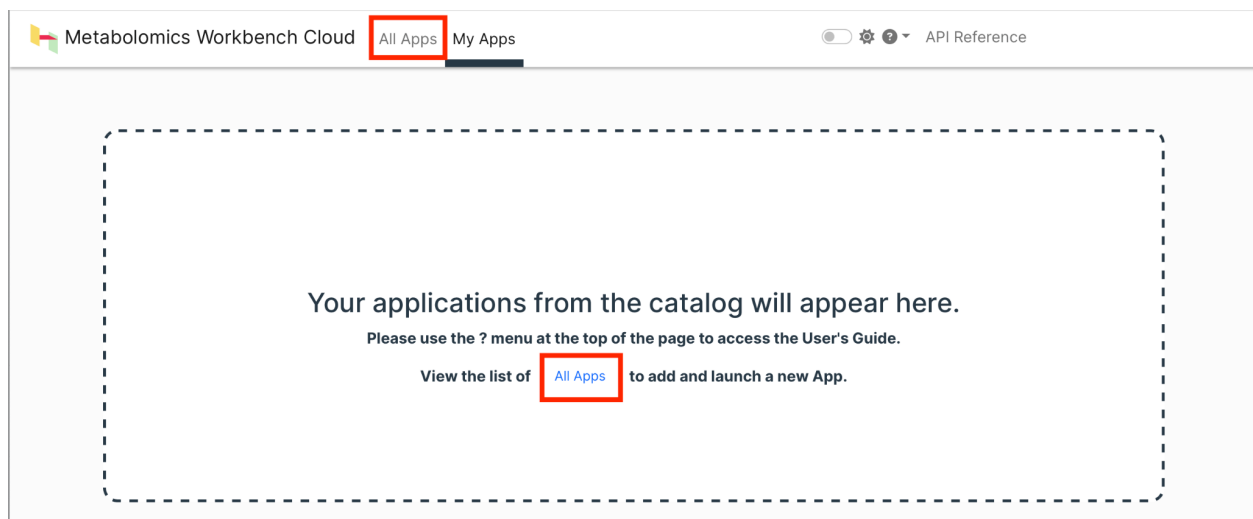 Metabolomics Workbench Cloud All Apps My Apps ? API Reference
Your applications from the catalog will appear here.
Please use the ? menu at the top of the page to access the User's Guide.
View the list of All Apps to add and launch a new App.